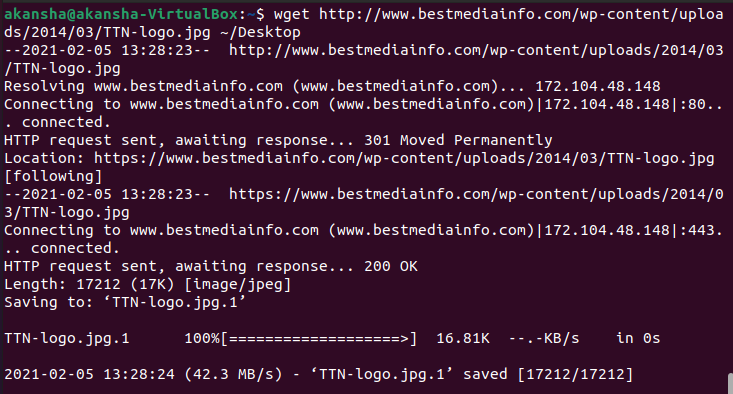 akansha@akansha-VirtualBox:~$ wget http://www.bestmediainfo.com/wp-content/uploa
ds/2014/03/TTN-logo.jpg ~/Desktop
--2021-02-05 13:28:23--  http://www.bestmediainfo.com/wp-content/uploads/2014/03
/TTN-logo.jpg
Resolving www.bestmediainfo.com (www.bestmediainfo.com)... 172.104.48.148
Connecting to www.bestmediainfo.com (www.bestmediainfo.com)|172.104.48.148|:80..
. connected.
HTTP request sent, awaiting response... 301 Moved Permanently
Location: https://www.bestmediainfo.com/wp-content/uploads/2014/03/TTN-logo.jpg
[following]
--2021-02-05 13:28:23--  https://www.bestmediainfo.com/wp-content/uploads/2014/0
3/TTN-logo.jpg
Connecting to www.bestmediainfo.com (www.bestmediainfo.com)|172.104.48.148|:443.
.. connected.
HTTP request sent, awaiting response... 200 OK
Length: 17212 (17K) [image/jpeg]
Saving to: ‘TTN-logo.jpg.1’
TTN-logo.jpg.1      100%[===================>]  16.81K  --.-KB/s    in 0s
2021-02-05 13:28:24 (42.3 MB/s) - ‘TTN-logo.jpg.1’ saved [17212/17212]